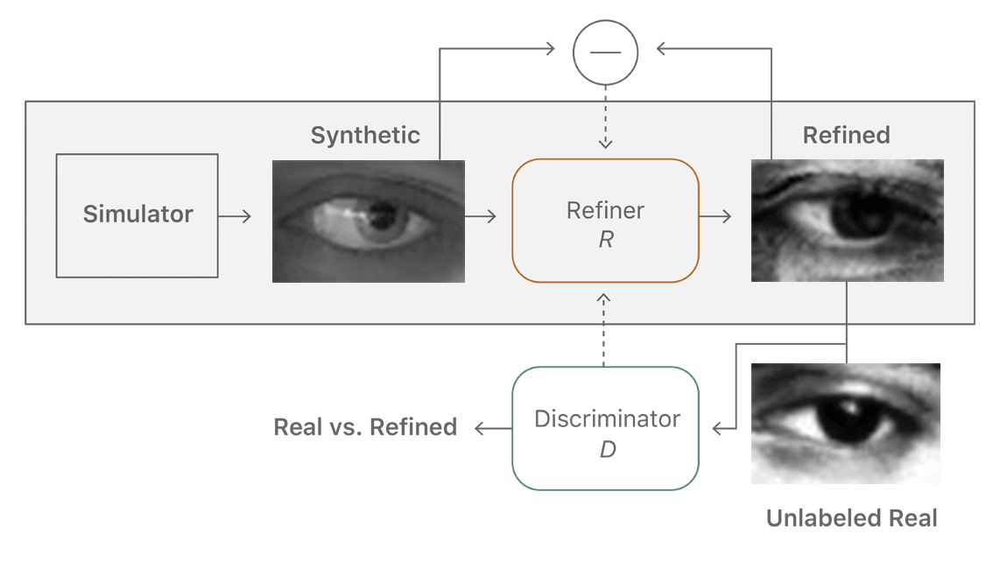 Synthetic
Refined
Simulator
Refiner
R
Discriminator
D
Real vs. Refined
Unlabeled Real